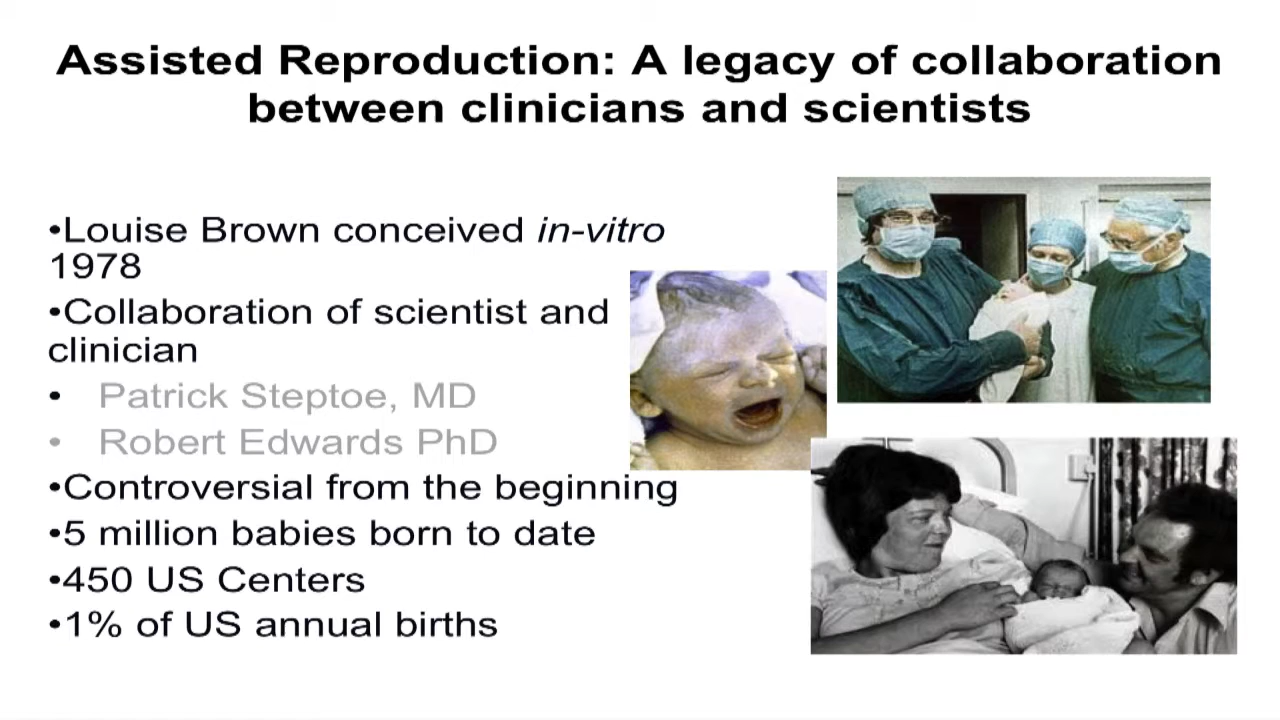 Assisted Reproduction: A legacy of collaboration
between clinicians and scientists
•Louise Brown conceived in-vitro
1978
•Collaboration of scientist and
clinician
• Patrick Steptoe, MD
• Robert Edwards PhD
•Controversial from the beginning
•5 million babies born to date
•450 US Centers
•1% of US annual births